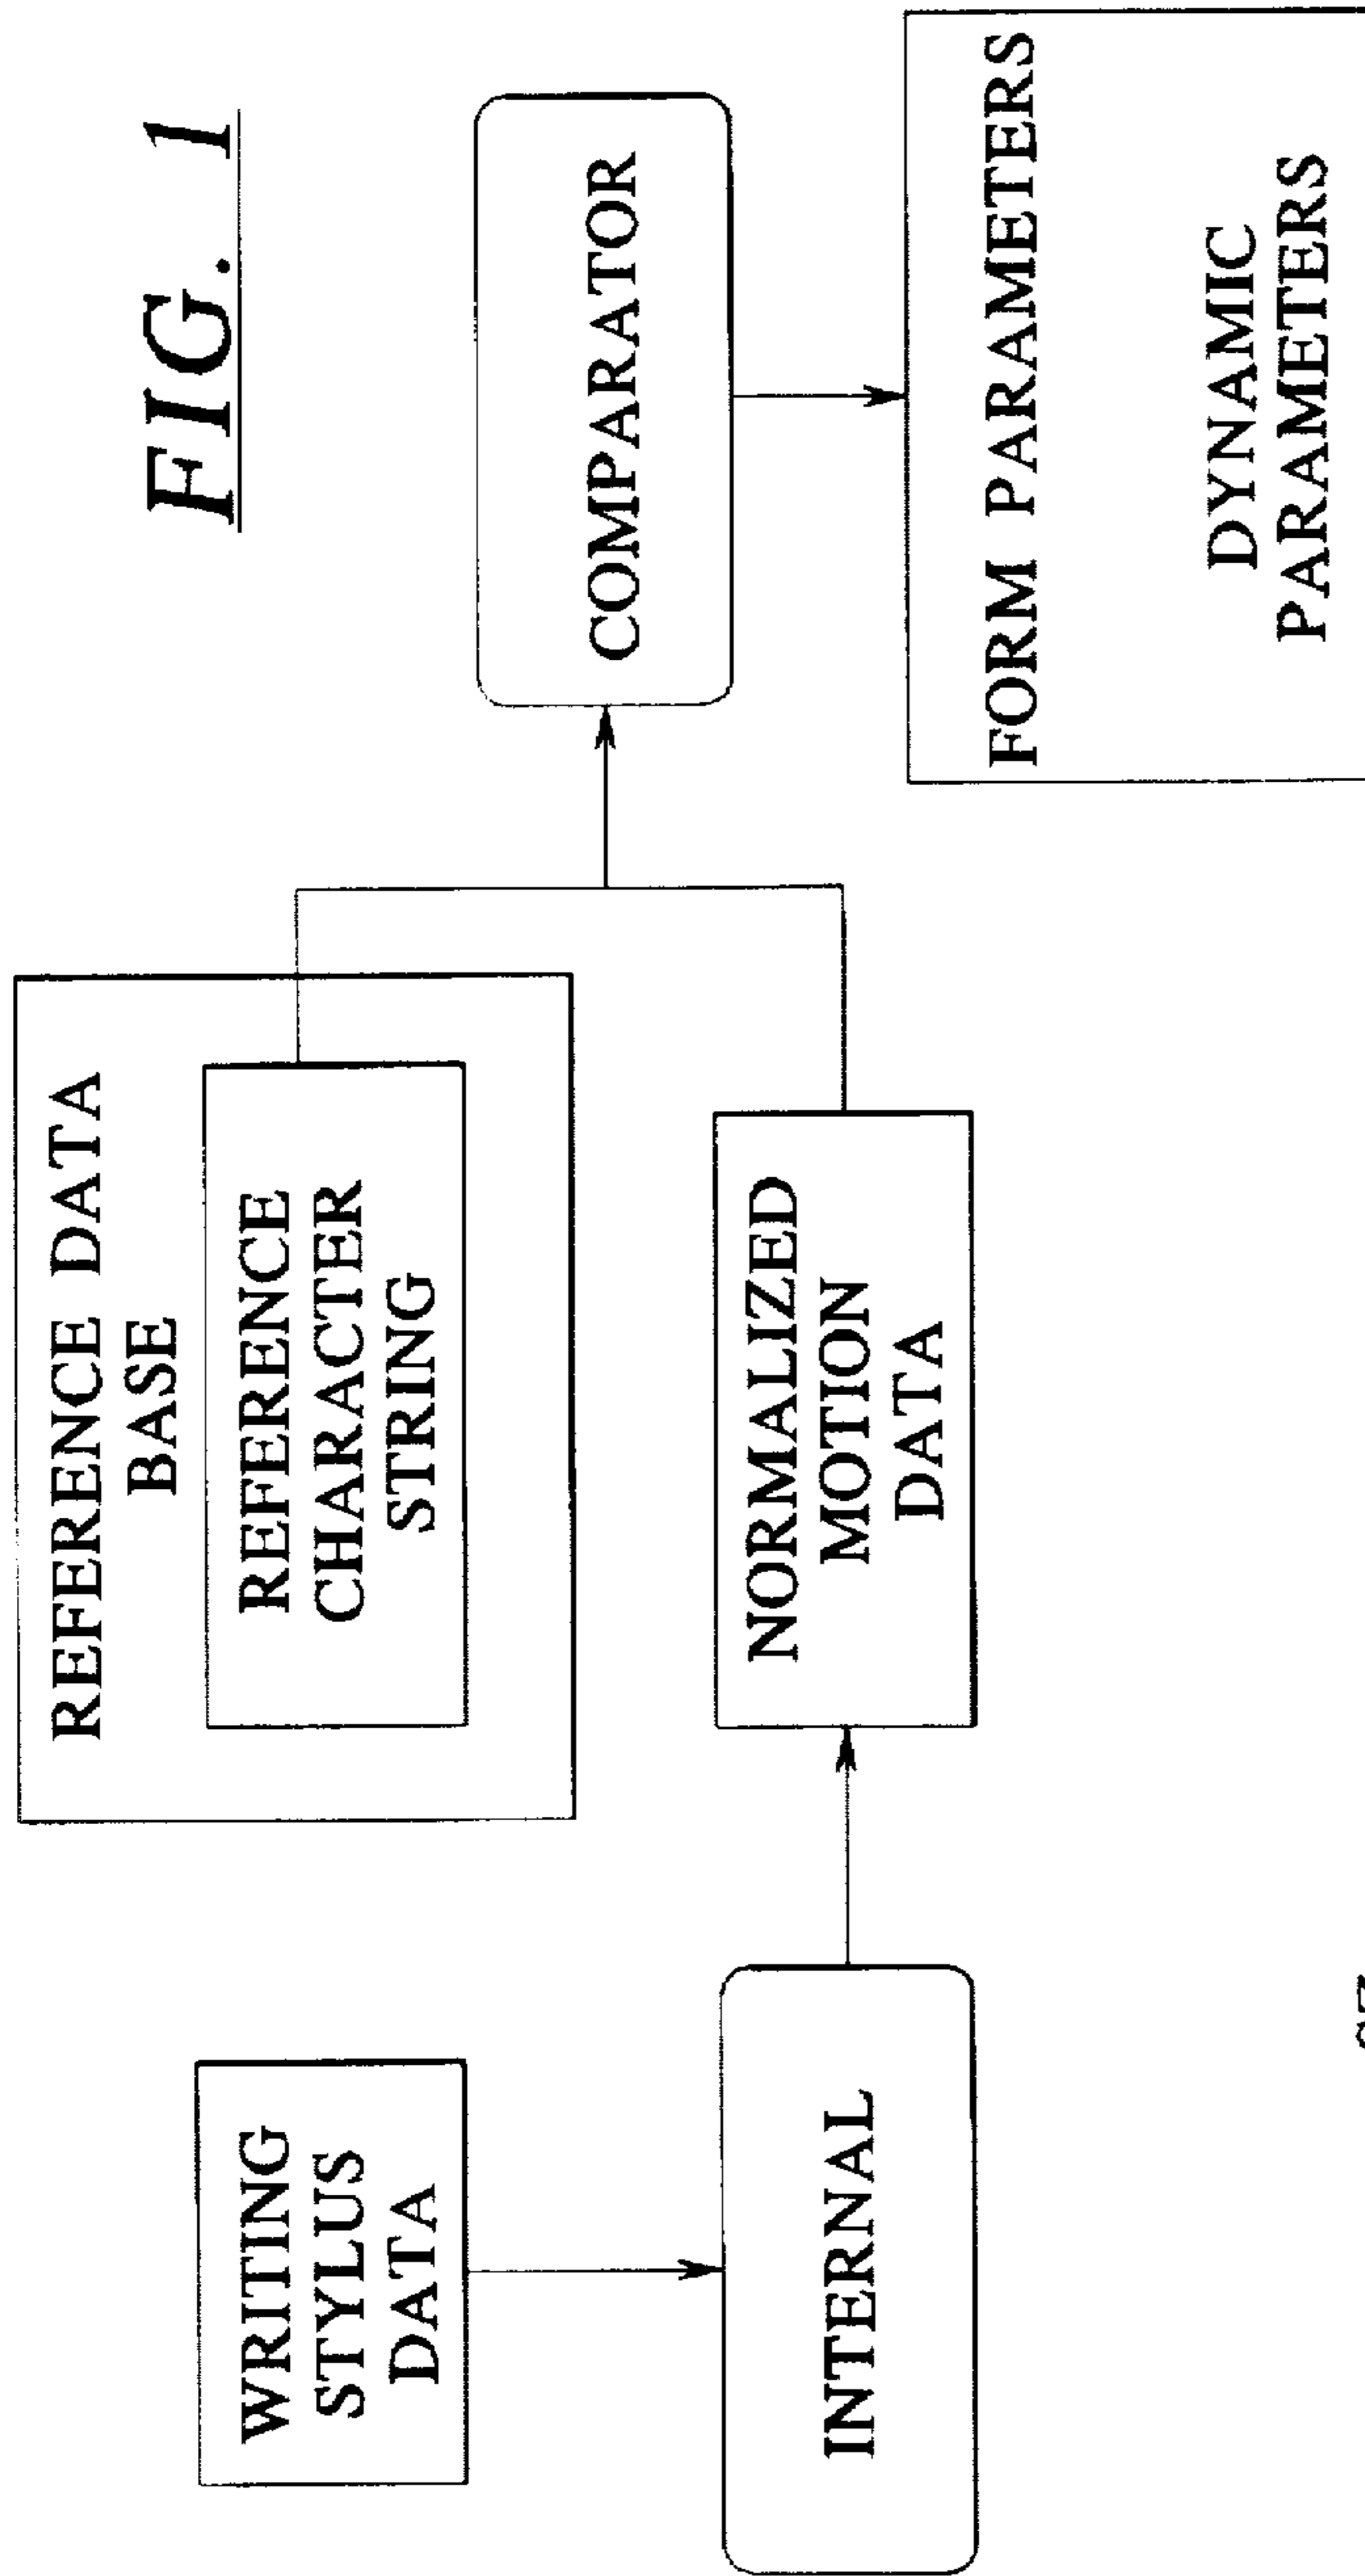 FIG. 1
WRITING
STYLUS
DATA
INTERNAL
REFERENCE DATA
BASE
REFERENCE
CHARACTER
STRING
NORMALIZED
MOTION
DATA
COMPARATOR
FORM PARAMETERS
DYNAMIC
PARAMETERS